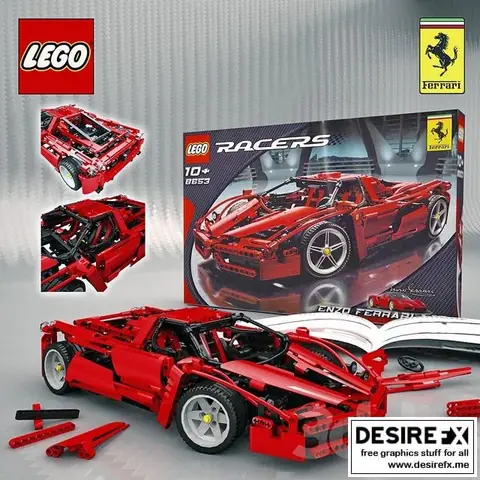 LEGO
Ferrari
LEGO RACERS
10+
8653
Ferrari
ENZO FERRARI
DESIRE FX
free graphics stuff for all
www.desirefx.me